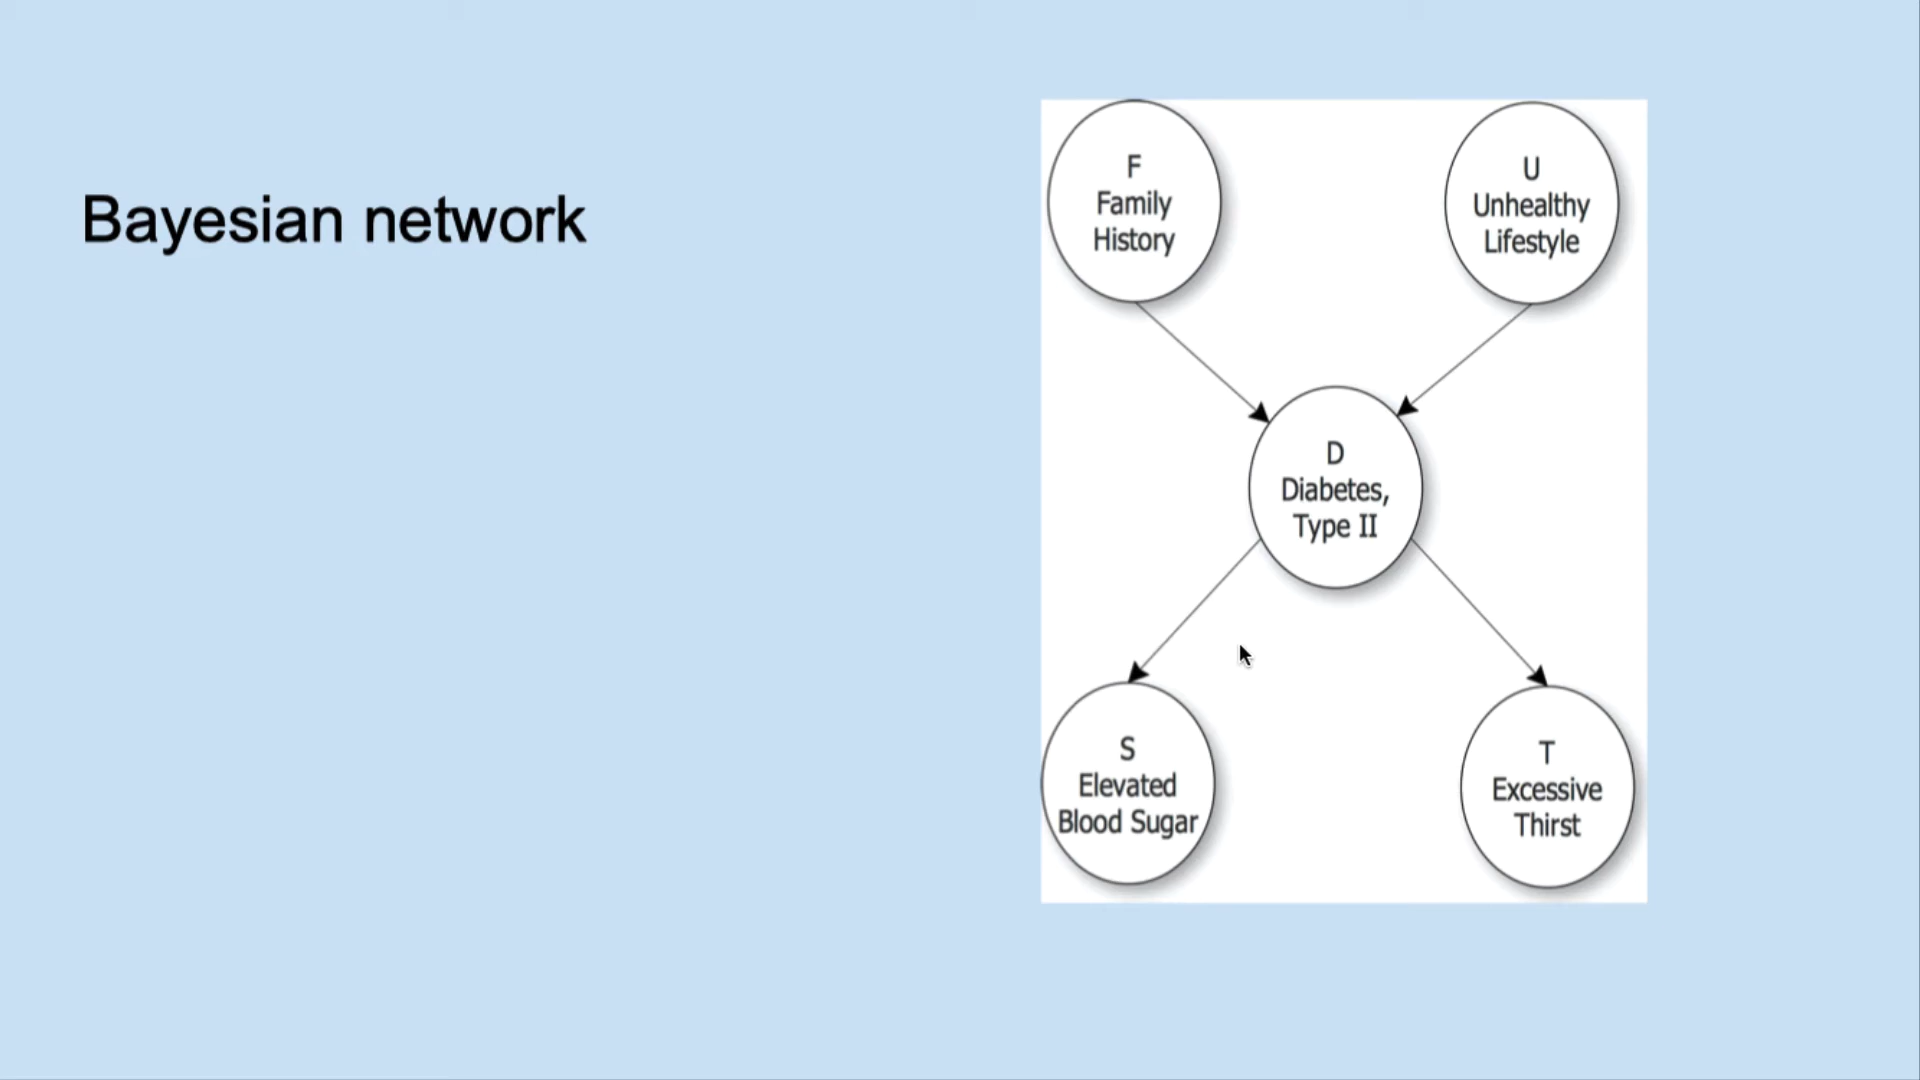 Bayesian network
F
Family
History
U
Unhealthy
Lifestyle
D
Diabetes,
Type II
S
Elevated
Blood Sugar
T
Excessive
Thirst